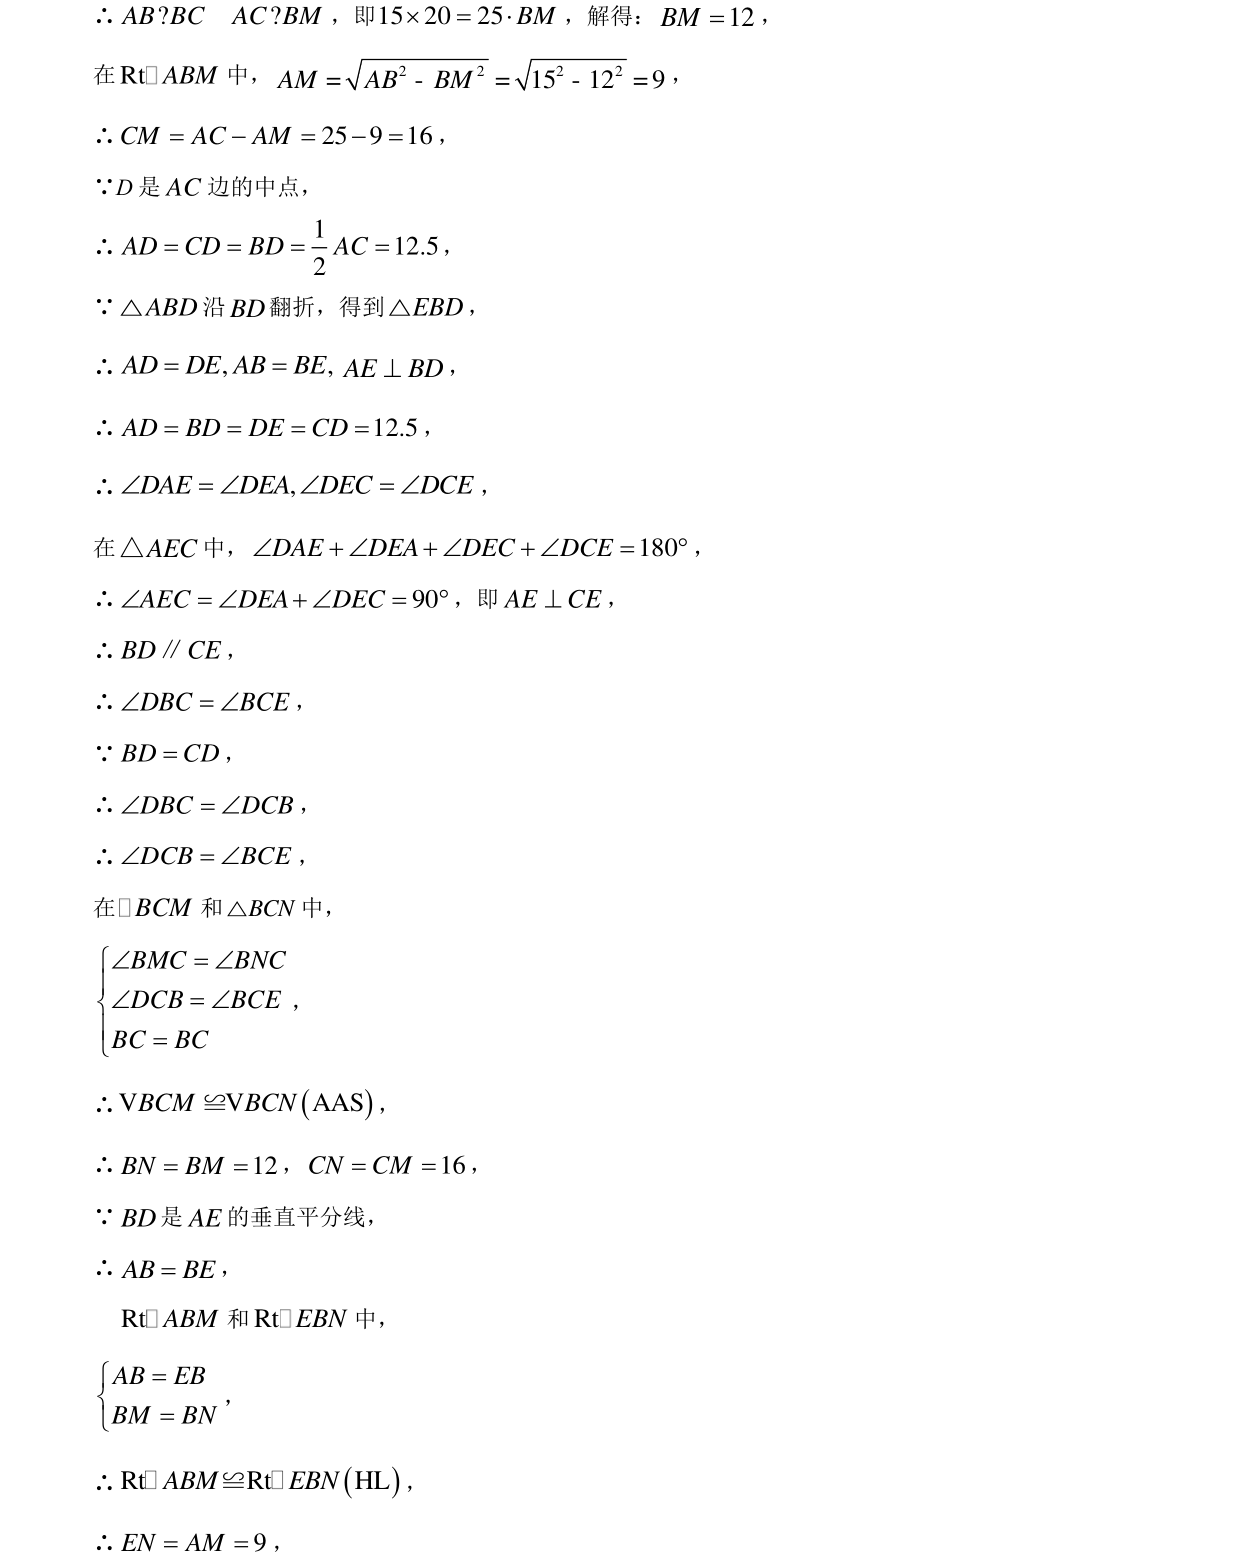 ∴ AB?BC AC?BM，即15×20=25·BM，解得：BM=12，
在Rt□ABM 中，AM=√(AB² - BM²)=√(15² - 12²)=9，
∴CM=AC−AM=25−9=16，
∵D是AC边的中点，
∴AD=CD=BD=1/2 AC=12.5，
∵△ABD沿BD翻折，得到△EBD，
∴AD=DE,AB=BE, AE⊥BD，
∴AD=BD=DE=CD=12.5，
∴∠DAE=∠DEA,∠DEC=∠DCE，
在△AEC中，∠DAE+∠DEA+∠DEC+∠DCE=180°，
∴∠AEC=∠DEA+∠DEC=90°，即AE⊥CE，
∴BD∥CE，
∴∠DBC=∠BCE，
∵BD=CD，
∴∠DBC=∠DCB，
∴∠DCB=∠BCE，
在□BCM 和△BCN中，
∠BMC=∠BNC
{∠DCB=∠BCE，
BC=BC
∴VBCM≌VBCN(AAS)，
∴BN=BM=12，CN=CM=16，
∵BD是AE的垂直平分线，
∴AB=BE，
Rt□ABM 和Rt□EBN 中，
{AB=EB
BM=BN，
∴Rt□ABM≌Rt□EBN(HL)，
∴EN=AM=9，